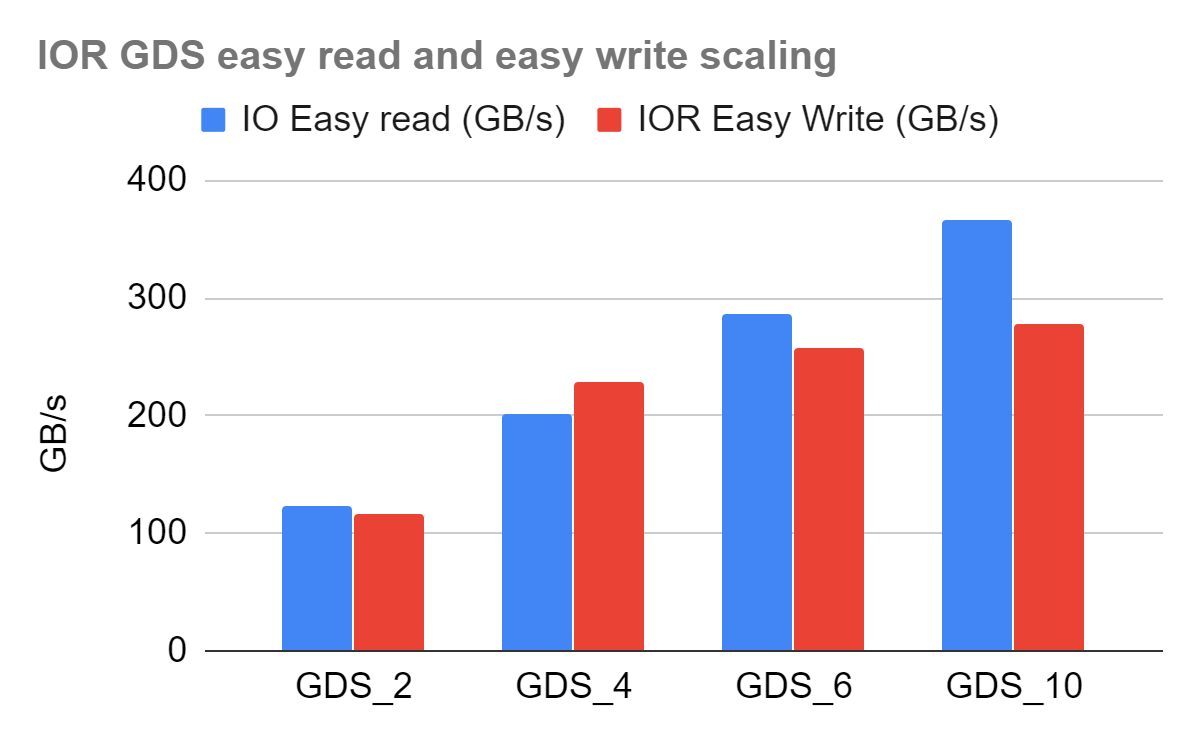 IOR GDS easy read and easy write scaling
IO Easy read (GB/s) IOR Easy Write (GB/s)
400
300
200
100
0
GB/s
GDS_2 GDS_4 GDS_6 GDS_10